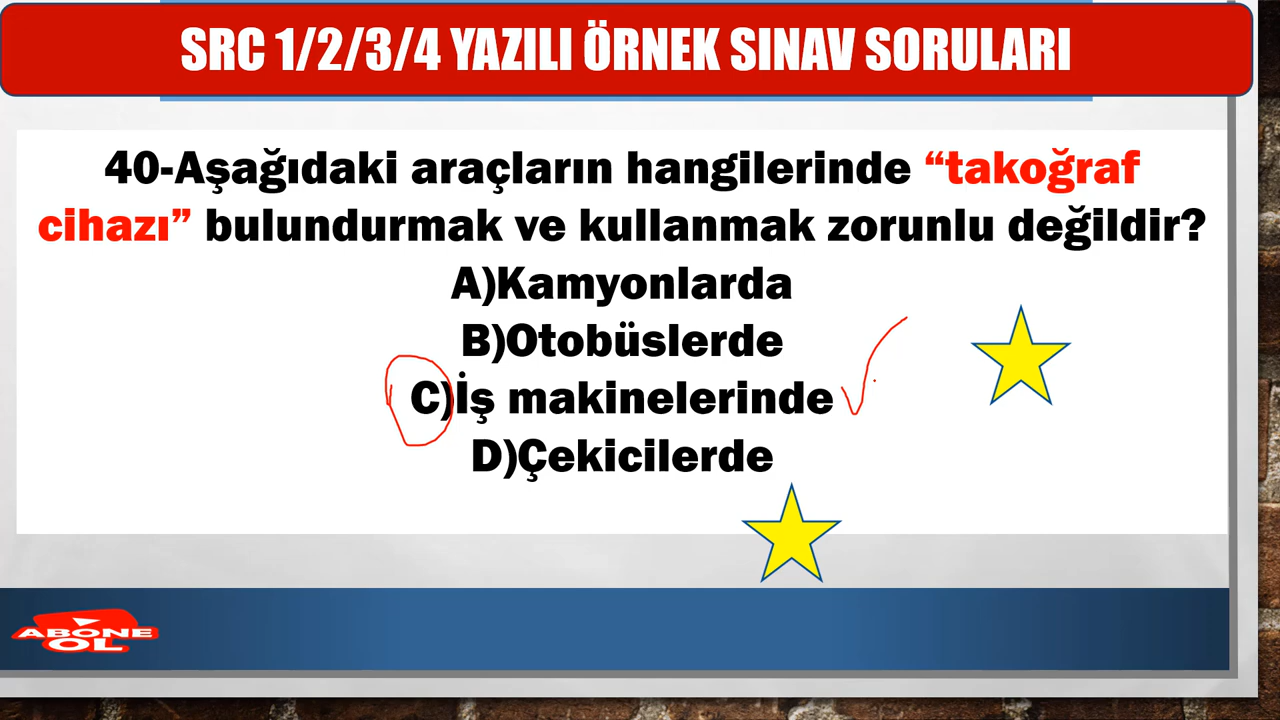 SRC 1/2/3/4 YAZILI ÖRNEK SINAV SORULARI
40-Aşağıdaki araçların hangilerinde “takoğraf
cihazı” bulundurmak ve kullanmak zorunlu değildir?
A)Kamyonlarda
B)Otobüslerde
C)İş makinelerinde
D)Çekicilerde
ABONE
OL